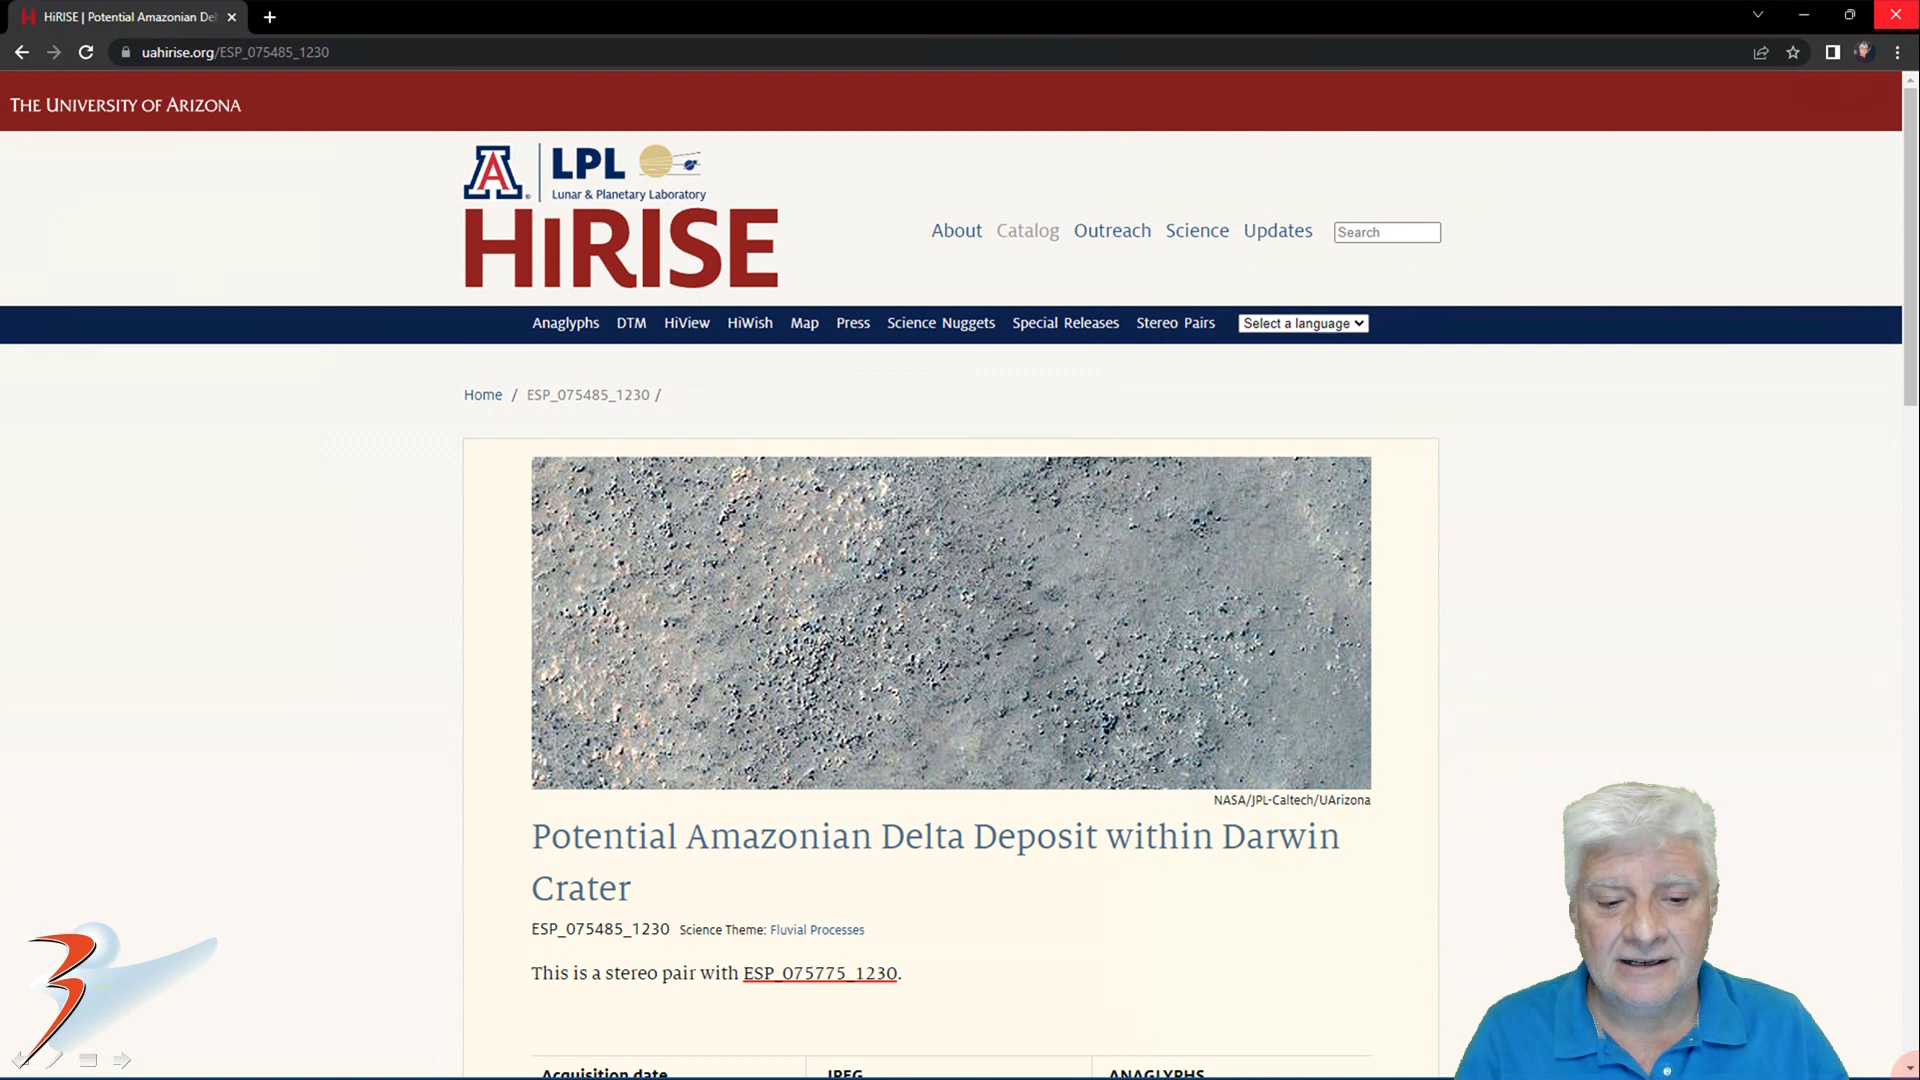 HiRISE | Potential Amazonian Del
uahirise.org/ESP_075485_1230
THE UNIVERSITY OF ARIZONA
A
LPL
Lunar & Planetary Laboratory
HiRISE
About Catalog Outreach Science Updates Search
Anaglyphs DTM HiView HiWish Map Press Science Nuggets Special Releases Stereo Pairs Select a language
Home / ESP_075485_1230 /
NASA/JPL-Caltech/UArizona
Potential Amazonian Delta Deposit within Darwin
Crater
ESP_075485_1230 Science Theme: Fluvial Processes
This is a stereo pair with ESP_075775_1230.
Acquisition date JPEG ANAGLYPHS
3